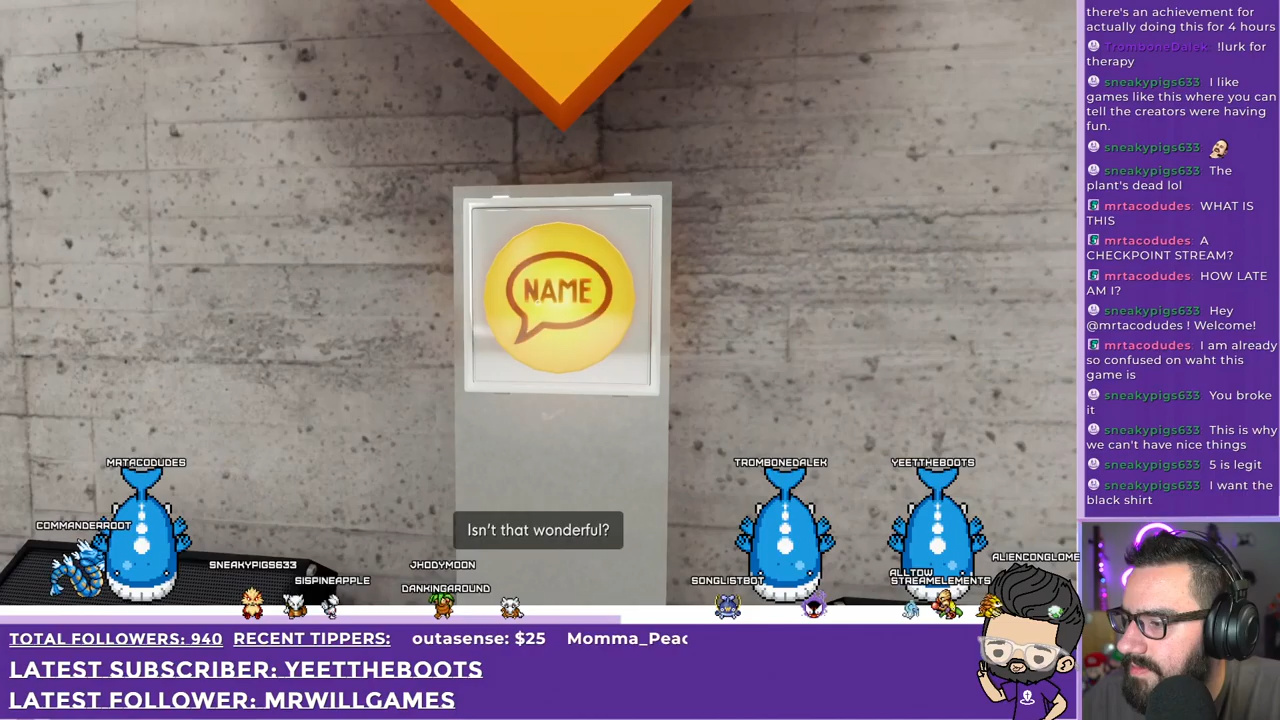 NAME
Isn't that wonderful?
MRTACODUDES
TROMBONEDALEK
YEETTHEBOOTS
COMMANDERROOT
SNEAKYPIGS633
SISPINEAPPLE
JHODYMOON
DANKINGAROUND
SONGLISTBOT
ALLTOW
STREAMELEMENTS
ALIENCONGLOME
TOTAL FOLLOWERS: 940 RECENT TIPPERS: outasense: $25 Momma_Peac
LATEST SUBSCRIBER: YEETTHEBOOTS
LATEST FOLLOWER: MRWILLGAMES
there's an achievement for
actually doing this for 4 hours
TromboneDalek: !lurk for
therapy
sneakypigs633 I like
games like this where you can
tell the creators were having
fun.
sneakypigs633
sneakypigs633 The
plant's dead lol
mrtacodudes: WHAT IS
THIS
mrtacodudes: A
CHECKPOINT STREAM?
mrtacodudes: HOW LATE
AM I?
sneakypigs633 Hey
@mrtacodudes ! Welcome!
mrtacodudes: I am already
so confused on waht this
game is
sneakypigs633 You broke
it
sneakypigs633 This is why
we can't have nice things
sneakypigs633 5 is legit
sneakypigs633 I want the
black shirt